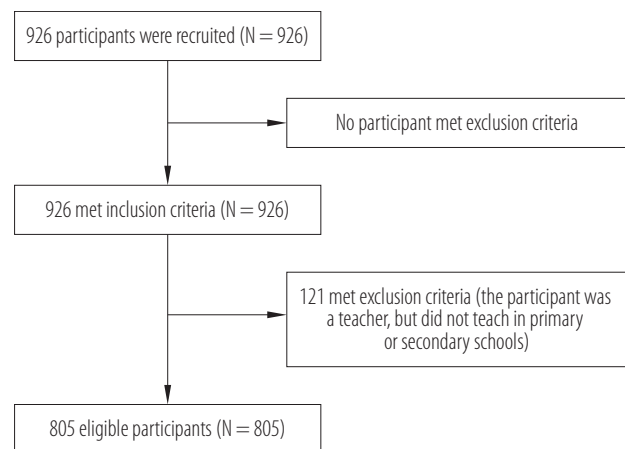 926 participants were recruited (N = 926)
No participant met exclusion criteria
926 met inclusion criteria (N = 926)
121 met exclusion criteria (the participant was
a teacher, but did not teach in primary
or secondary schools)
805 eligible participants (N = 805)